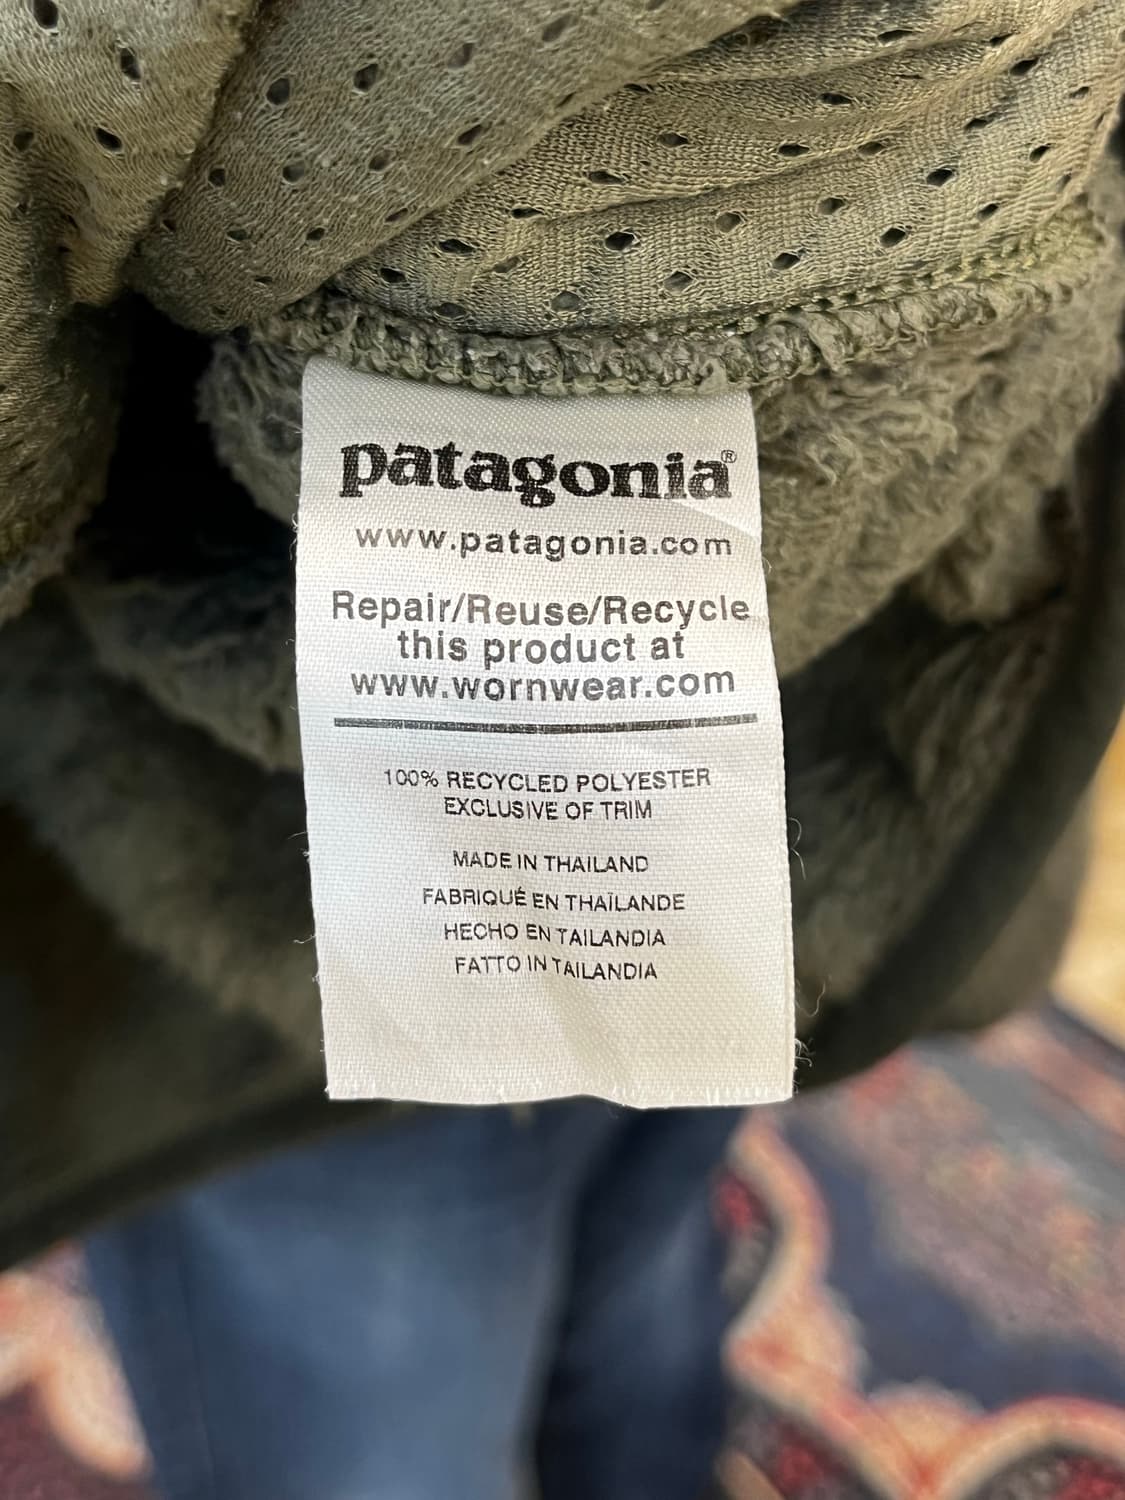 patagonia®
www.patagonia.com
Repair/Reuse/Recycle
this product at
www.wornwear.com
100% RECYCLED POLYESTER
EXCLUSIVE OF TRIM
MADE IN THAILAND
FABRIQUÉ EN THAÏLANDE
HECHO EN TAILANDIA
FATTO IN TAILANDIA